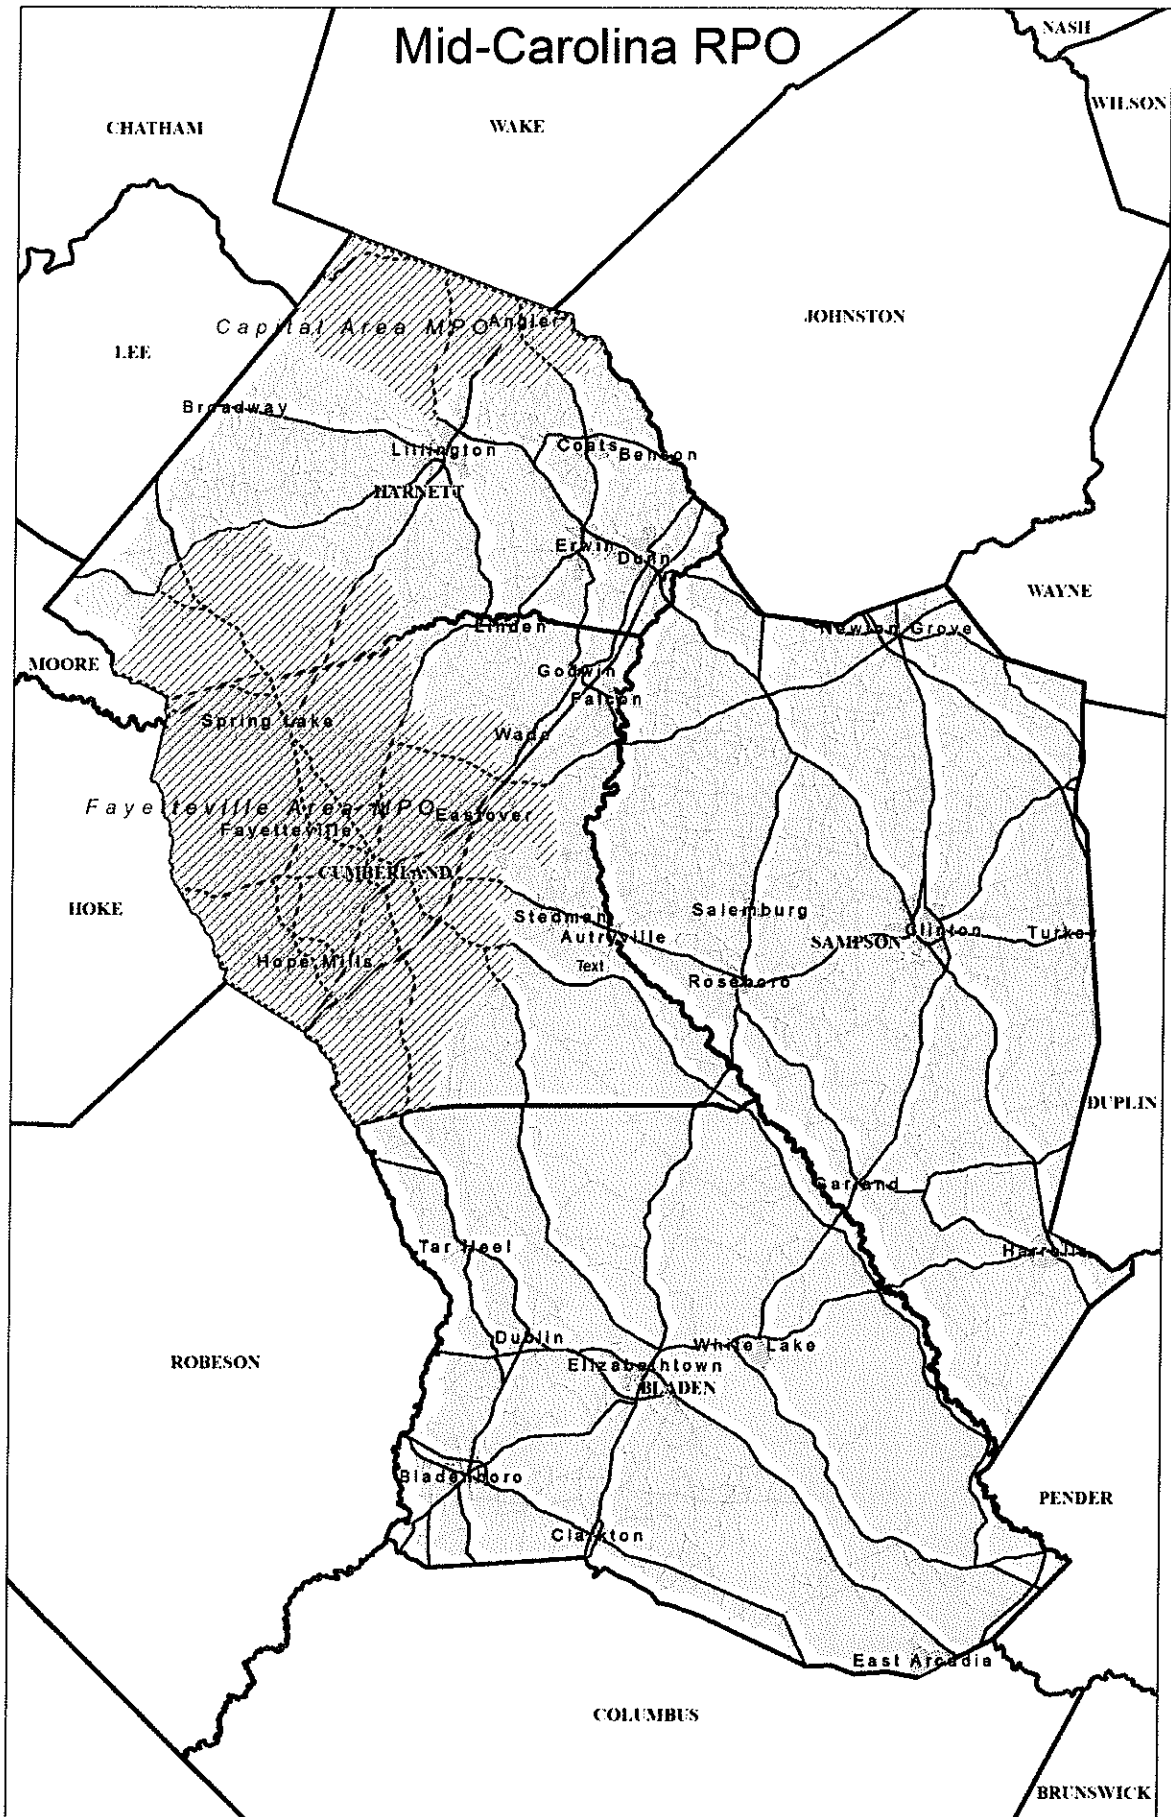 Mid-Carolina RPO
NASH
WILSON
CHATHAM
WAKE
JOHNSTON
Capital Area MPO
Angier
LEE
Broadway
Lillington
Coats
Benson
HARNETT
Erwin
Dunn
WAYNE
Linden
Newton Grove
MOORE
Godwin
Falcon
Spring Lake
Wade
Fayetteville Area MPO
Eastover
Fayetteville
CUMBERLAND
HOKE
Salemburg
Stedman
Clinton
Turkey
Autryville
SAMPSON
Hope Mills
Text
Roseboro
DUPLIN
Garland
Tar Heel
Harrells
Dublin
White Lake
ROBESON
Elizabethtown
BLADEN
Bladenboro
PENDER
Clarkton
East Arcadia
COLUMBUS
BRUNSWICK